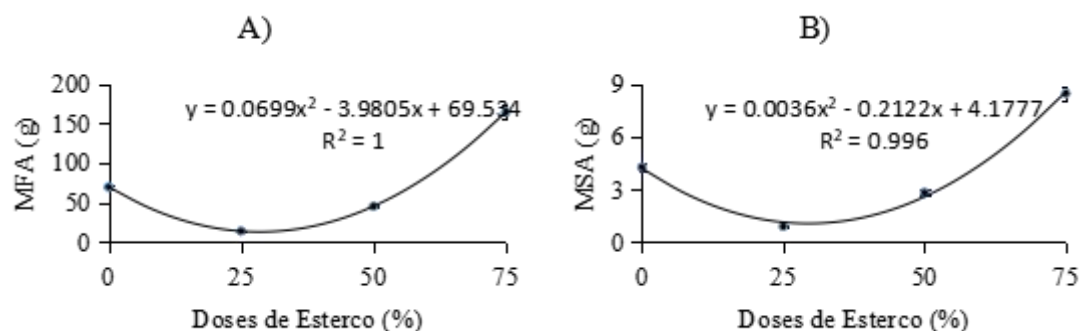 A)
MFA (g)
200
150
100
50
0
y = 0.0699x² - 3.9805x + 69.534
R² = 1
0 25 50 75
Doses de Esterco (%)
B)
MSA (g)
9
6
3
0
y = 0.0036x² - 0.2122x + 4.1777
R² = 0.996
0 25 50 75
Doses de Esterco (%)